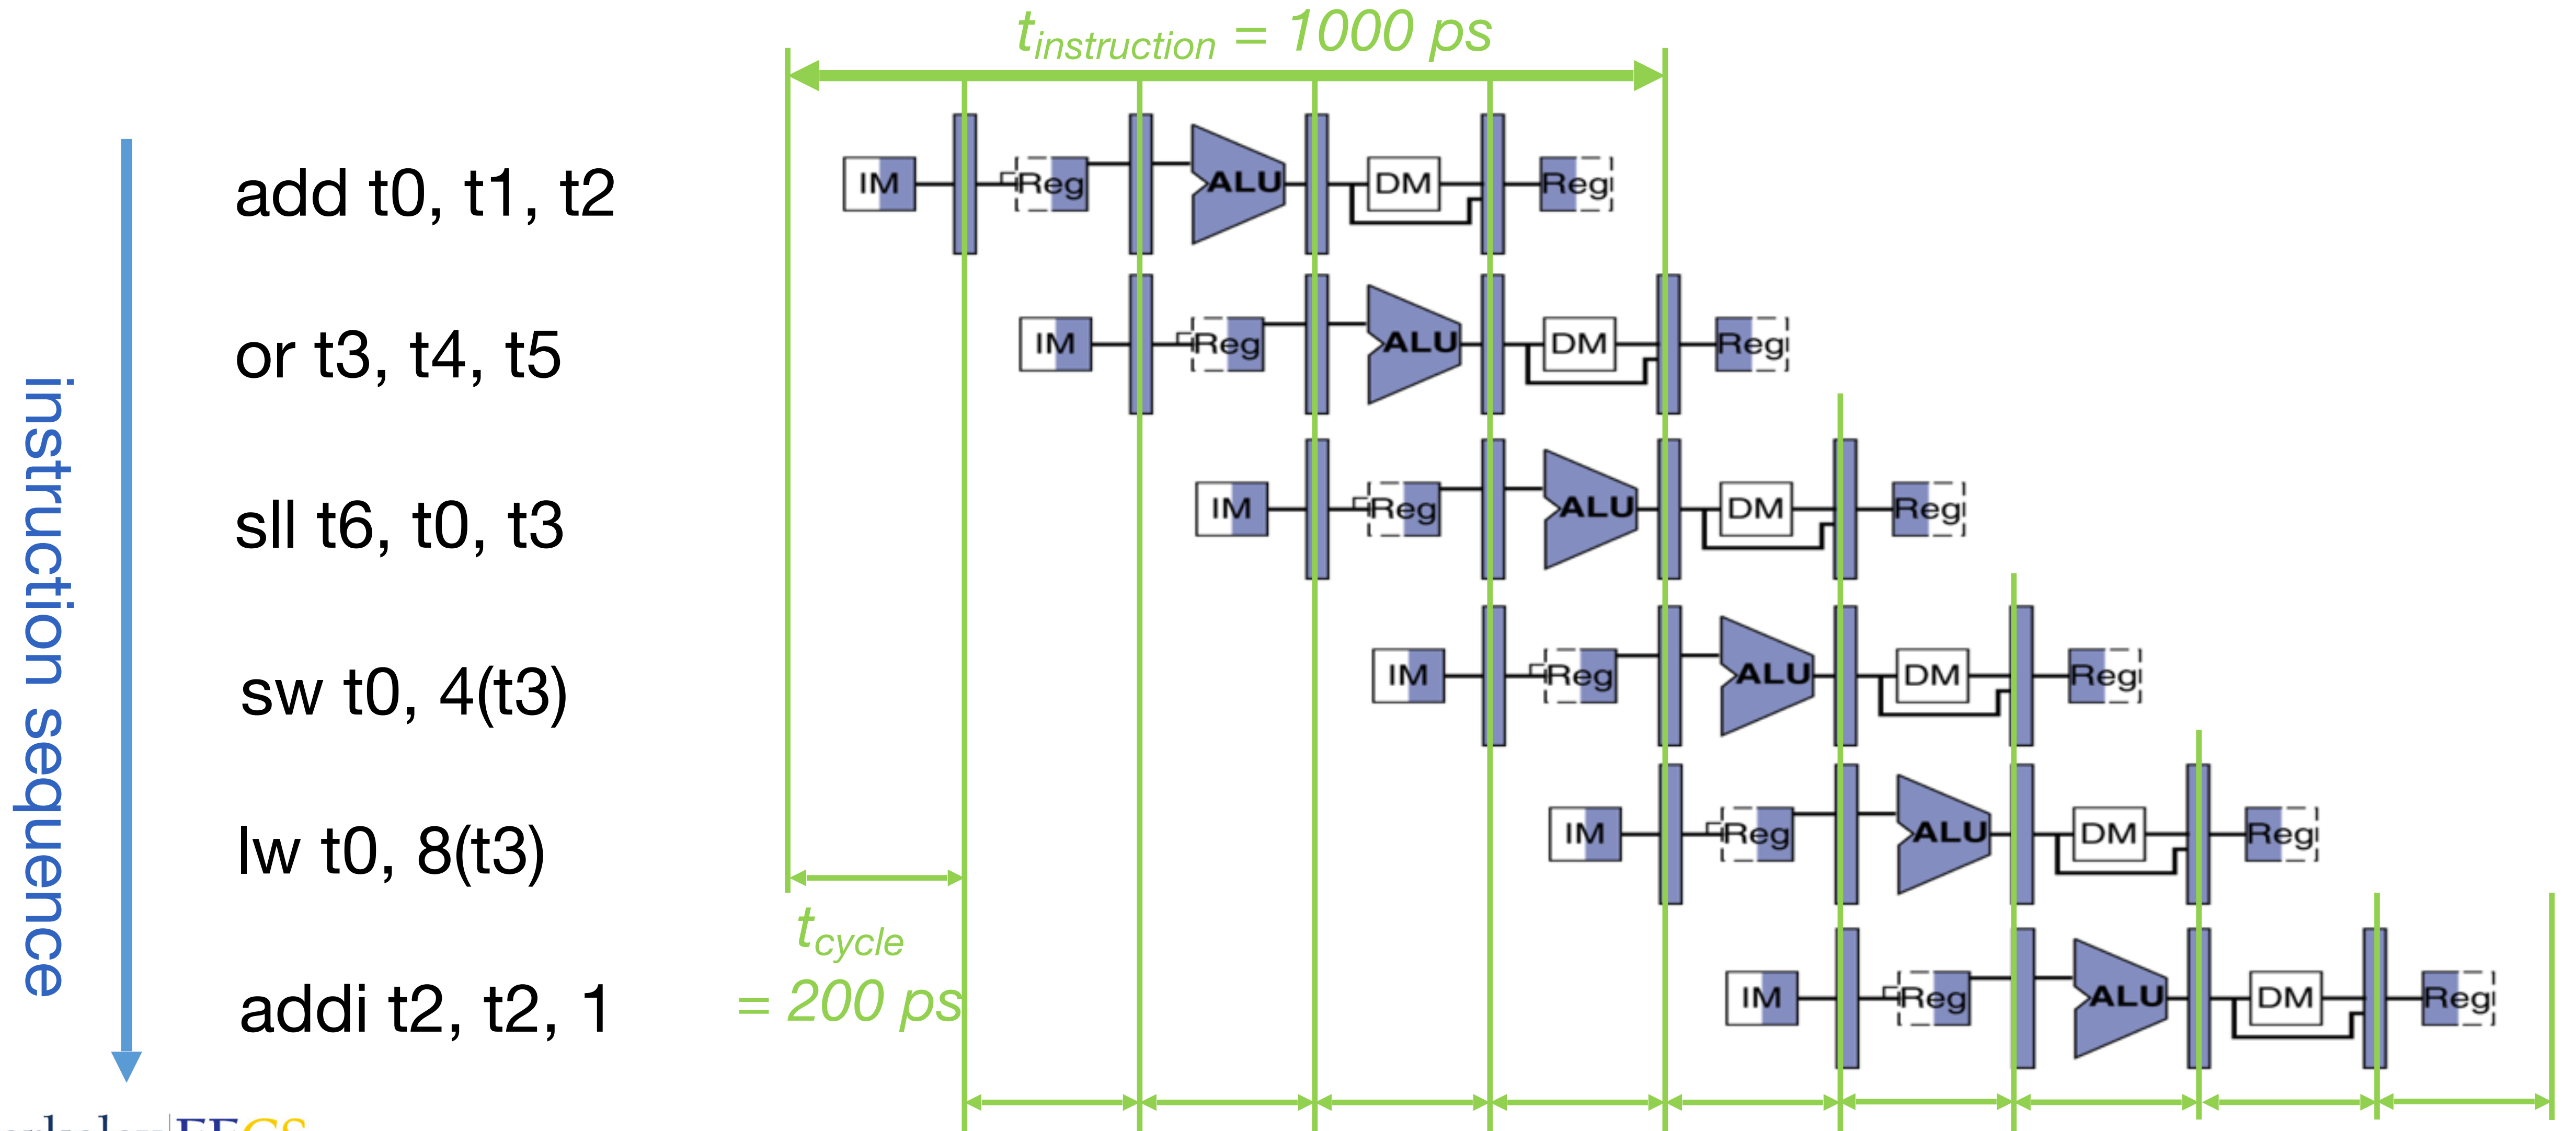 t instruction = 1000 ps
instruction sequence
add t0, t1, t2
IM Reg ALU DM Reg
or t3, t4, t5
IM Reg ALU DM Reg
sll t6, t0, t3
IM Reg ALU DM Reg
sw t0, 4(t3)
IM Reg ALU DM Reg
lw t0, 8(t3)
IM Reg ALU DM Reg
t cycle
= 200 ps
addi t2, t2, 1
IM Reg ALU DM Reg